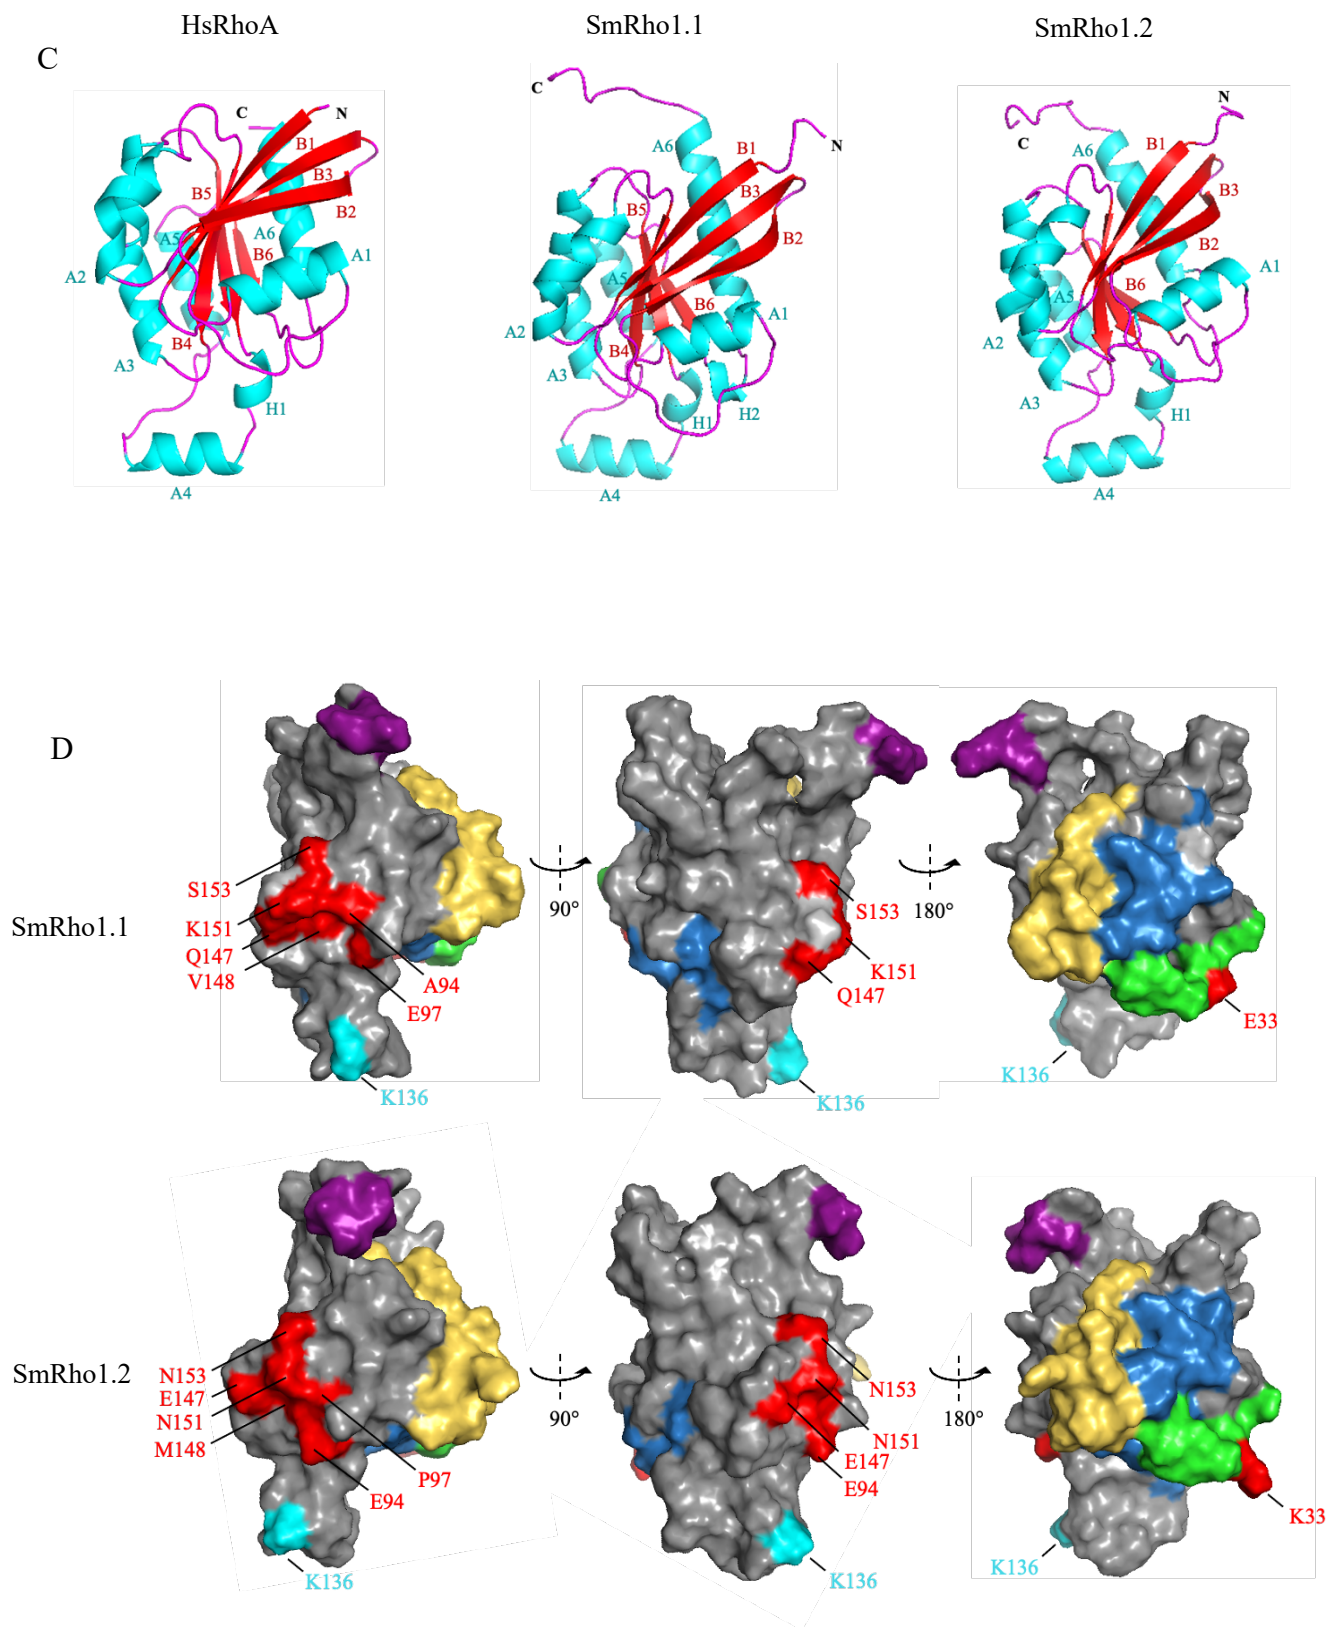 HsRhoA
SmRho1.1
SmRho1.2
C
C
N
B1
B3
B2
B5
A5
A6
B6
A1
A2
B4
A3
H1
A4
C
N
A6
B1
B3
B2
B5
A5
B6
A1
A2
B4
A3
H1
H2
A4
N
C
A6
B1
B3
B2
A1
B6
A5
A2
A3
H1
A4
D
SmRho1.1
S153
K151
Q147
V148
A94
E97
K136
90°
S153
K151
Q147
K136
180°
E33
K136
SmRho1.2
N153
E147
N151
M148
P97
E94
K136
90°
N153
N151
E147
E94
K136
180°
K33
K136